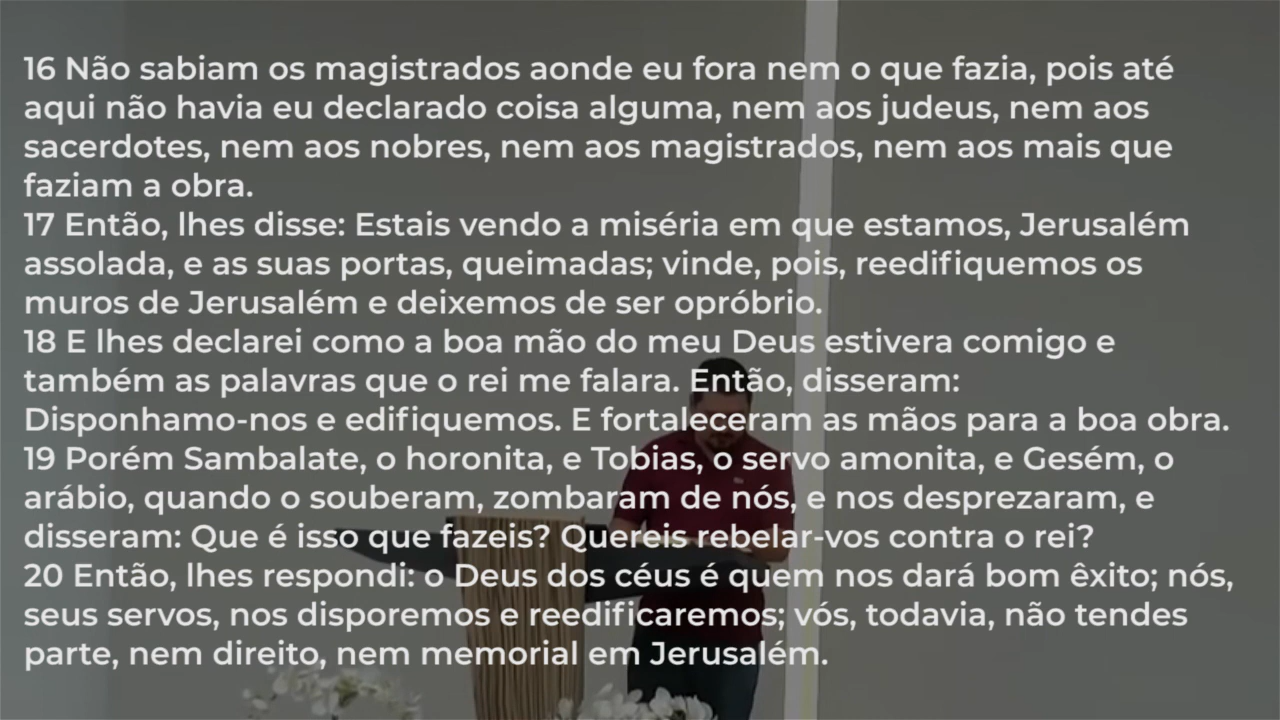 16 Não sabiam os magistrados aonde eu fora nem o que fazia, pois até
aqui não havia eu declarado coisa alguma, nem aos judeus, nem aos
sacerdotes, nem aos nobres, nem aos magistrados, nem aos mais que
faziam a obra.
17 Então, lhes disse: Estais vendo a miséria em que estamos, Jerusalém
assolada, e as suas portas, queimadas; vinde, pois, reedifiquemos os
muros de Jerusalém e deixemos de ser opróbrio.
18 E lhes declarei como a boa mão do meu Deus estivera comigo e
também as palavras que o rei me falara. Então, disseram:
Disponhamo-nos e edifiquemos. E fortaleceram as mãos para a boa obra.
19 Porém Sambalate, o horonita, e Tobias, o servo amonita, e Gesém, o
arábio, quando o souberam, zombaram de nós, e nos desprezaram, e
disseram: Que é isso que fazeis? Quereis rebelar-vos contra o rei?
20 Então, lhes respondi: o Deus dos céus é quem nos dará bom êxito; nós,
seus servos, nos disporemos e reedificaremos; vós, todavia, não tendes
parte, nem direito, nem memorial em Jerusalém.